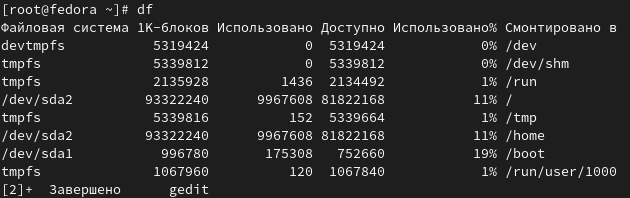 [root@fedora ~]# df
Файловая система 1K-блоков Использовано Доступно Использовано% Смонтировано в
devtmpfs 5319424 0 5319424 0% /dev
tmpfs 5339812 0 5339812 0% /dev/shm
tmpfs 2135928 1436 2134492 1% /run
/dev/sda2 93322240 9967608 81822168 11% /
tmpfs 5339816 152 5339664 1% /tmp
/dev/sda2 93322240 9967608 81822168 11% /home
/dev/sda1 996780 175308 752660 19% /boot
tmpfs 1067960 120 1067840 1% /run/user/1000
[2]+ Завершено gedit